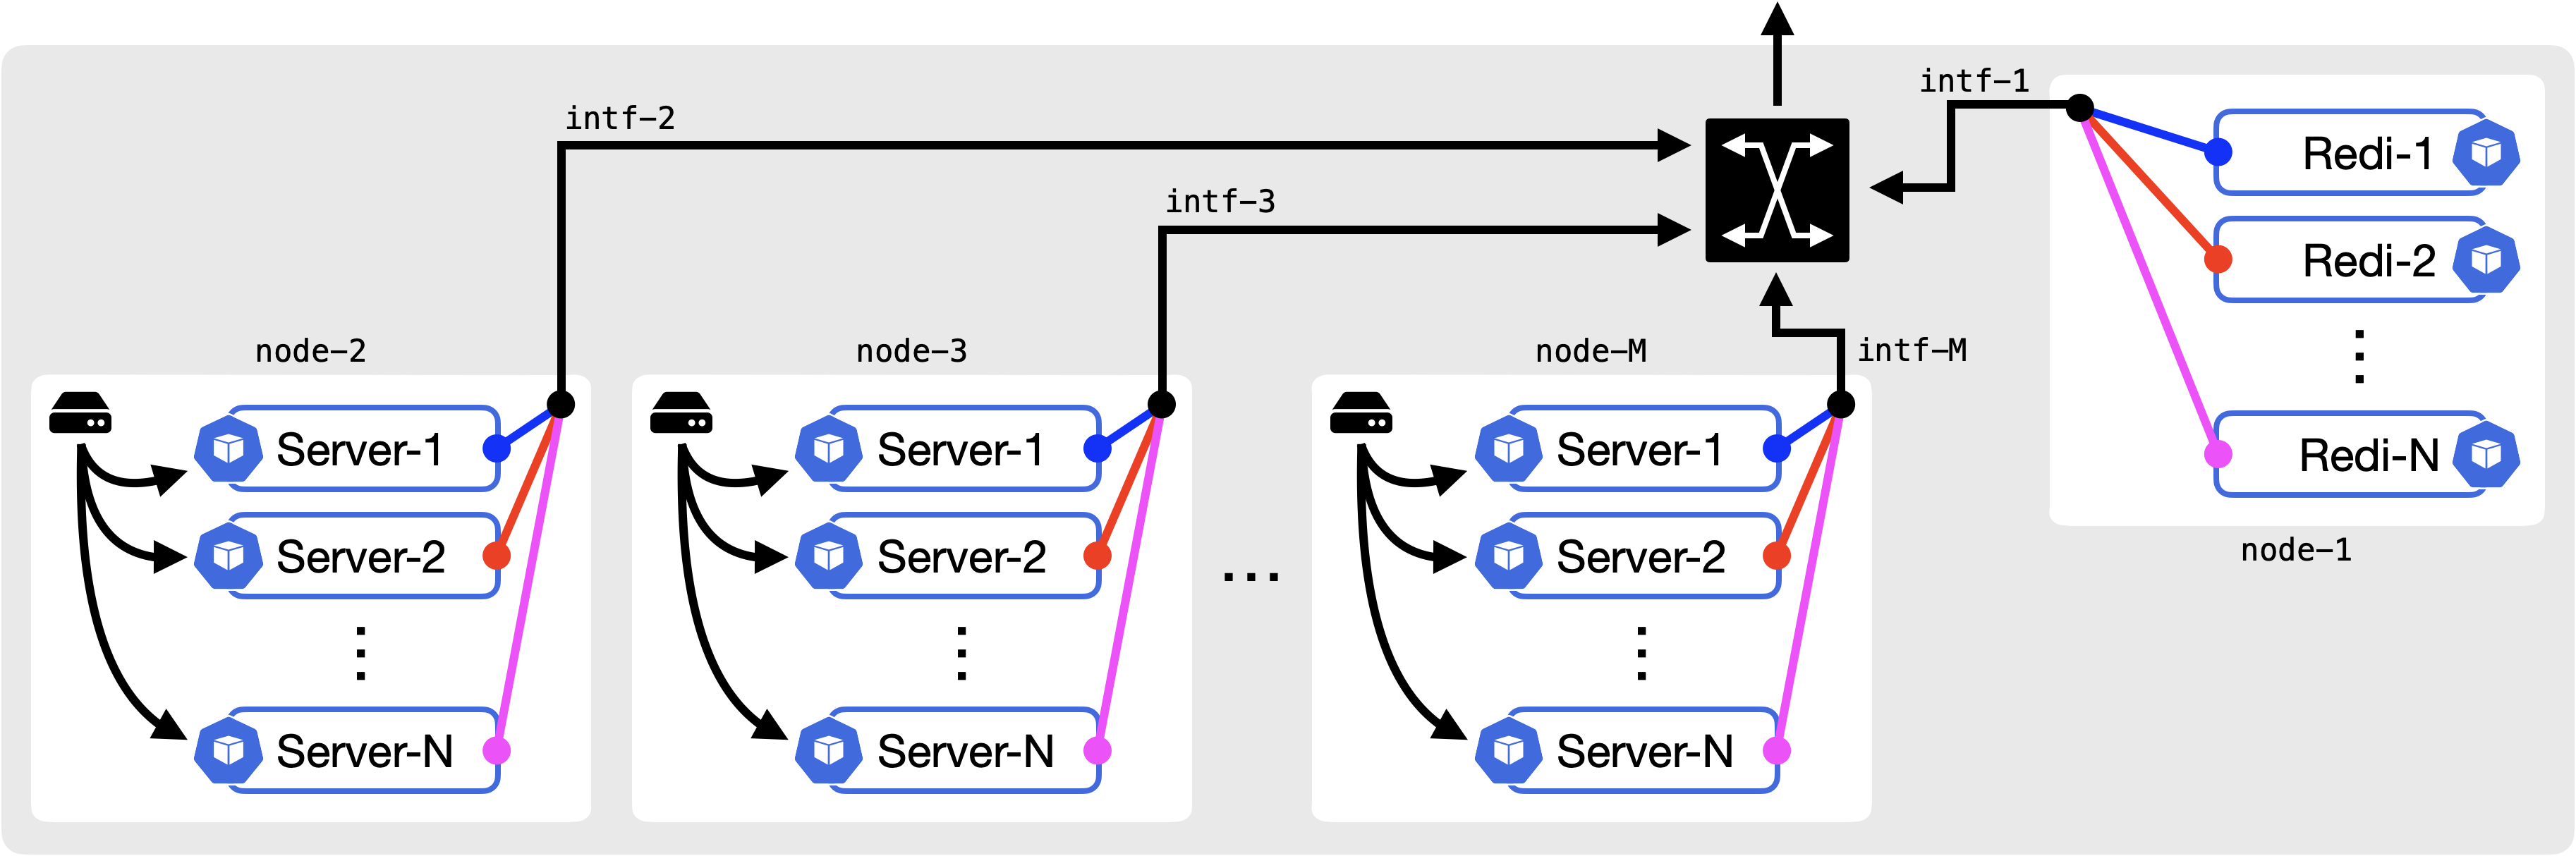 intf-1
intf-2
intf-3
Redi-1
Redi-2
Redi-N
node-1
node-2
node-3
node-M
intf-M
Server-1
Server-2
Server-N
Server-1
Server-2
Server-N
...
Server-1
Server-2
Server-N